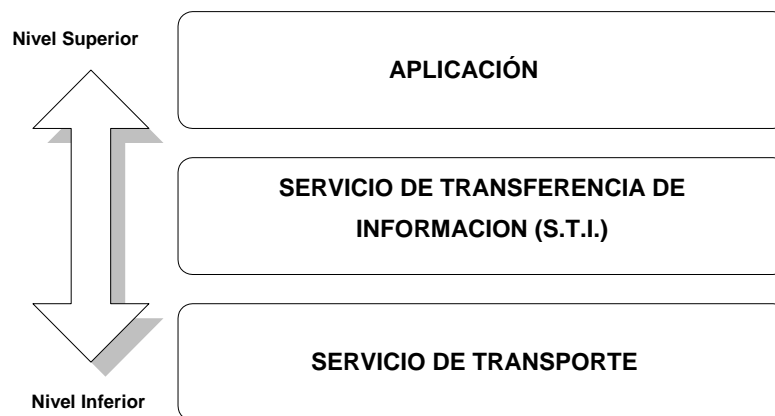 Nivel Superior
APLICACIÓN
SERVICIO DE TRANSFERENCIA DE
INFORMACION (S.T.I.)
SERVICIO DE TRANSPORTE
Nivel Inferior